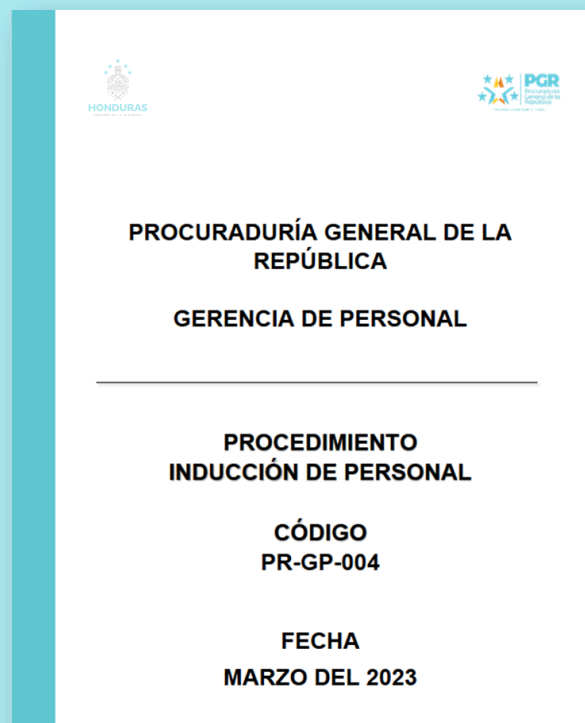 HONDURAS
PGR
Procuraduría
General de la
República
PROCURADURÍA GENERAL DE LA
REPÚBLICA
GERENCIA DE PERSONAL
PROCEDIMIENTO
INDUCCIÓN DE PERSONAL
CÓDIGO
PR-GP-004
FECHA
MARZO DEL 2023